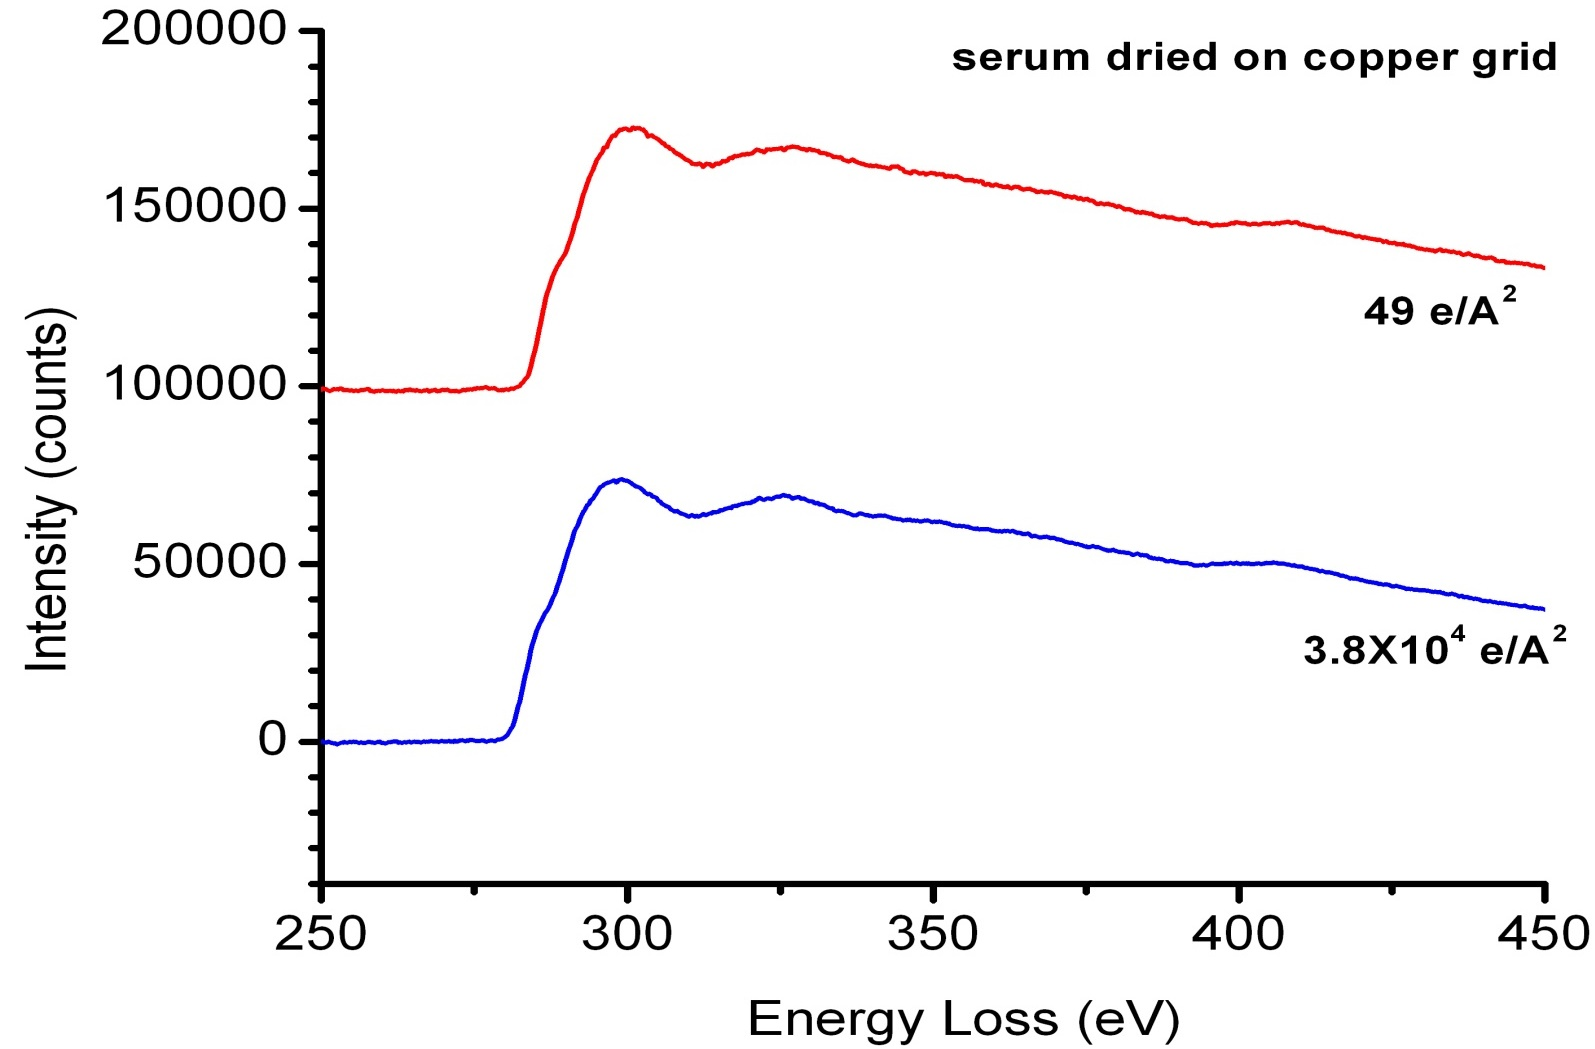 200000
serum dried on copper grid
150000
49 e/A²
100000
50000
3.8X10⁴ e/A²
0
250 300 350 400 450
Energy Loss (eV)
Intensity (counts)